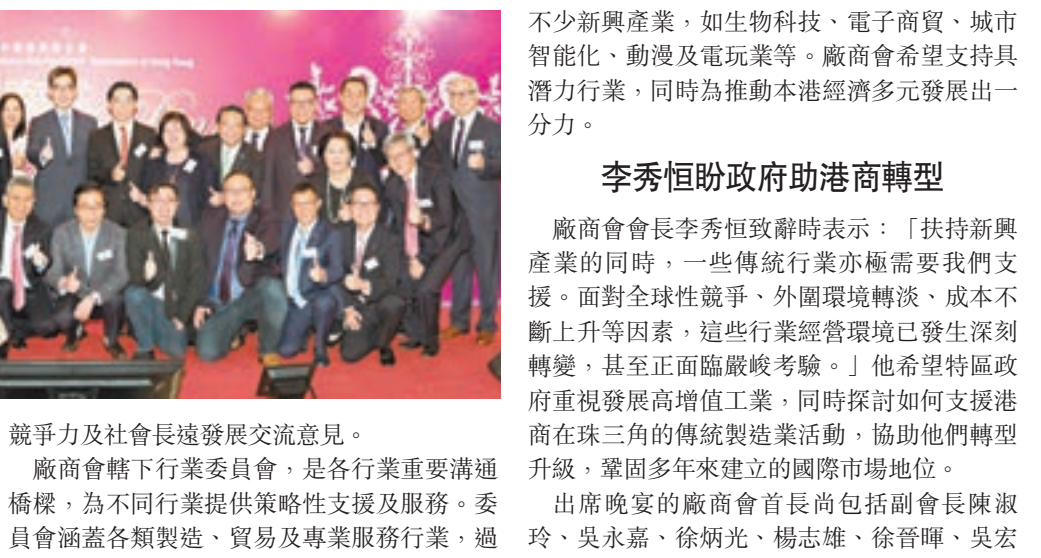 競爭力及社會長遠發展交流意見。
廠商會轄下行業委員會，是各行業重要溝通
橋樑，為不同行業提供策略性支援及服務。委
員會涵蓋各類製造、貿易及專業服務行業，過
不少新興產業，如生物科技、電子商貿、城市
智能化、動漫及電玩業等。廠商會希望支持具
潛力行業，同時為推動本港經濟多元發展出一
分力。
李秀恒盼政府助港商轉型
廠商會會長李秀恒致辭時表示：「扶持新興
產業的同時，一些傳統行業亦極需要我們支
援。面對全球性競爭、外圍環境轉淡、成本不
斷上升等因素，這些行業經營環境已發生深刻
轉變，甚至正面臨嚴峻考驗。」他希望特區政
府重視發展高增值工業，同時探討如何支援港
商在珠三角的傳統製造業活動，協助他們轉型
升級，鞏固多年來建立的國際市場地位。
出席晚宴的廠商會首長尚包括副會長陳淑
玲、吳永嘉、徐炳光、楊志雄、徐晉暉、吳宏